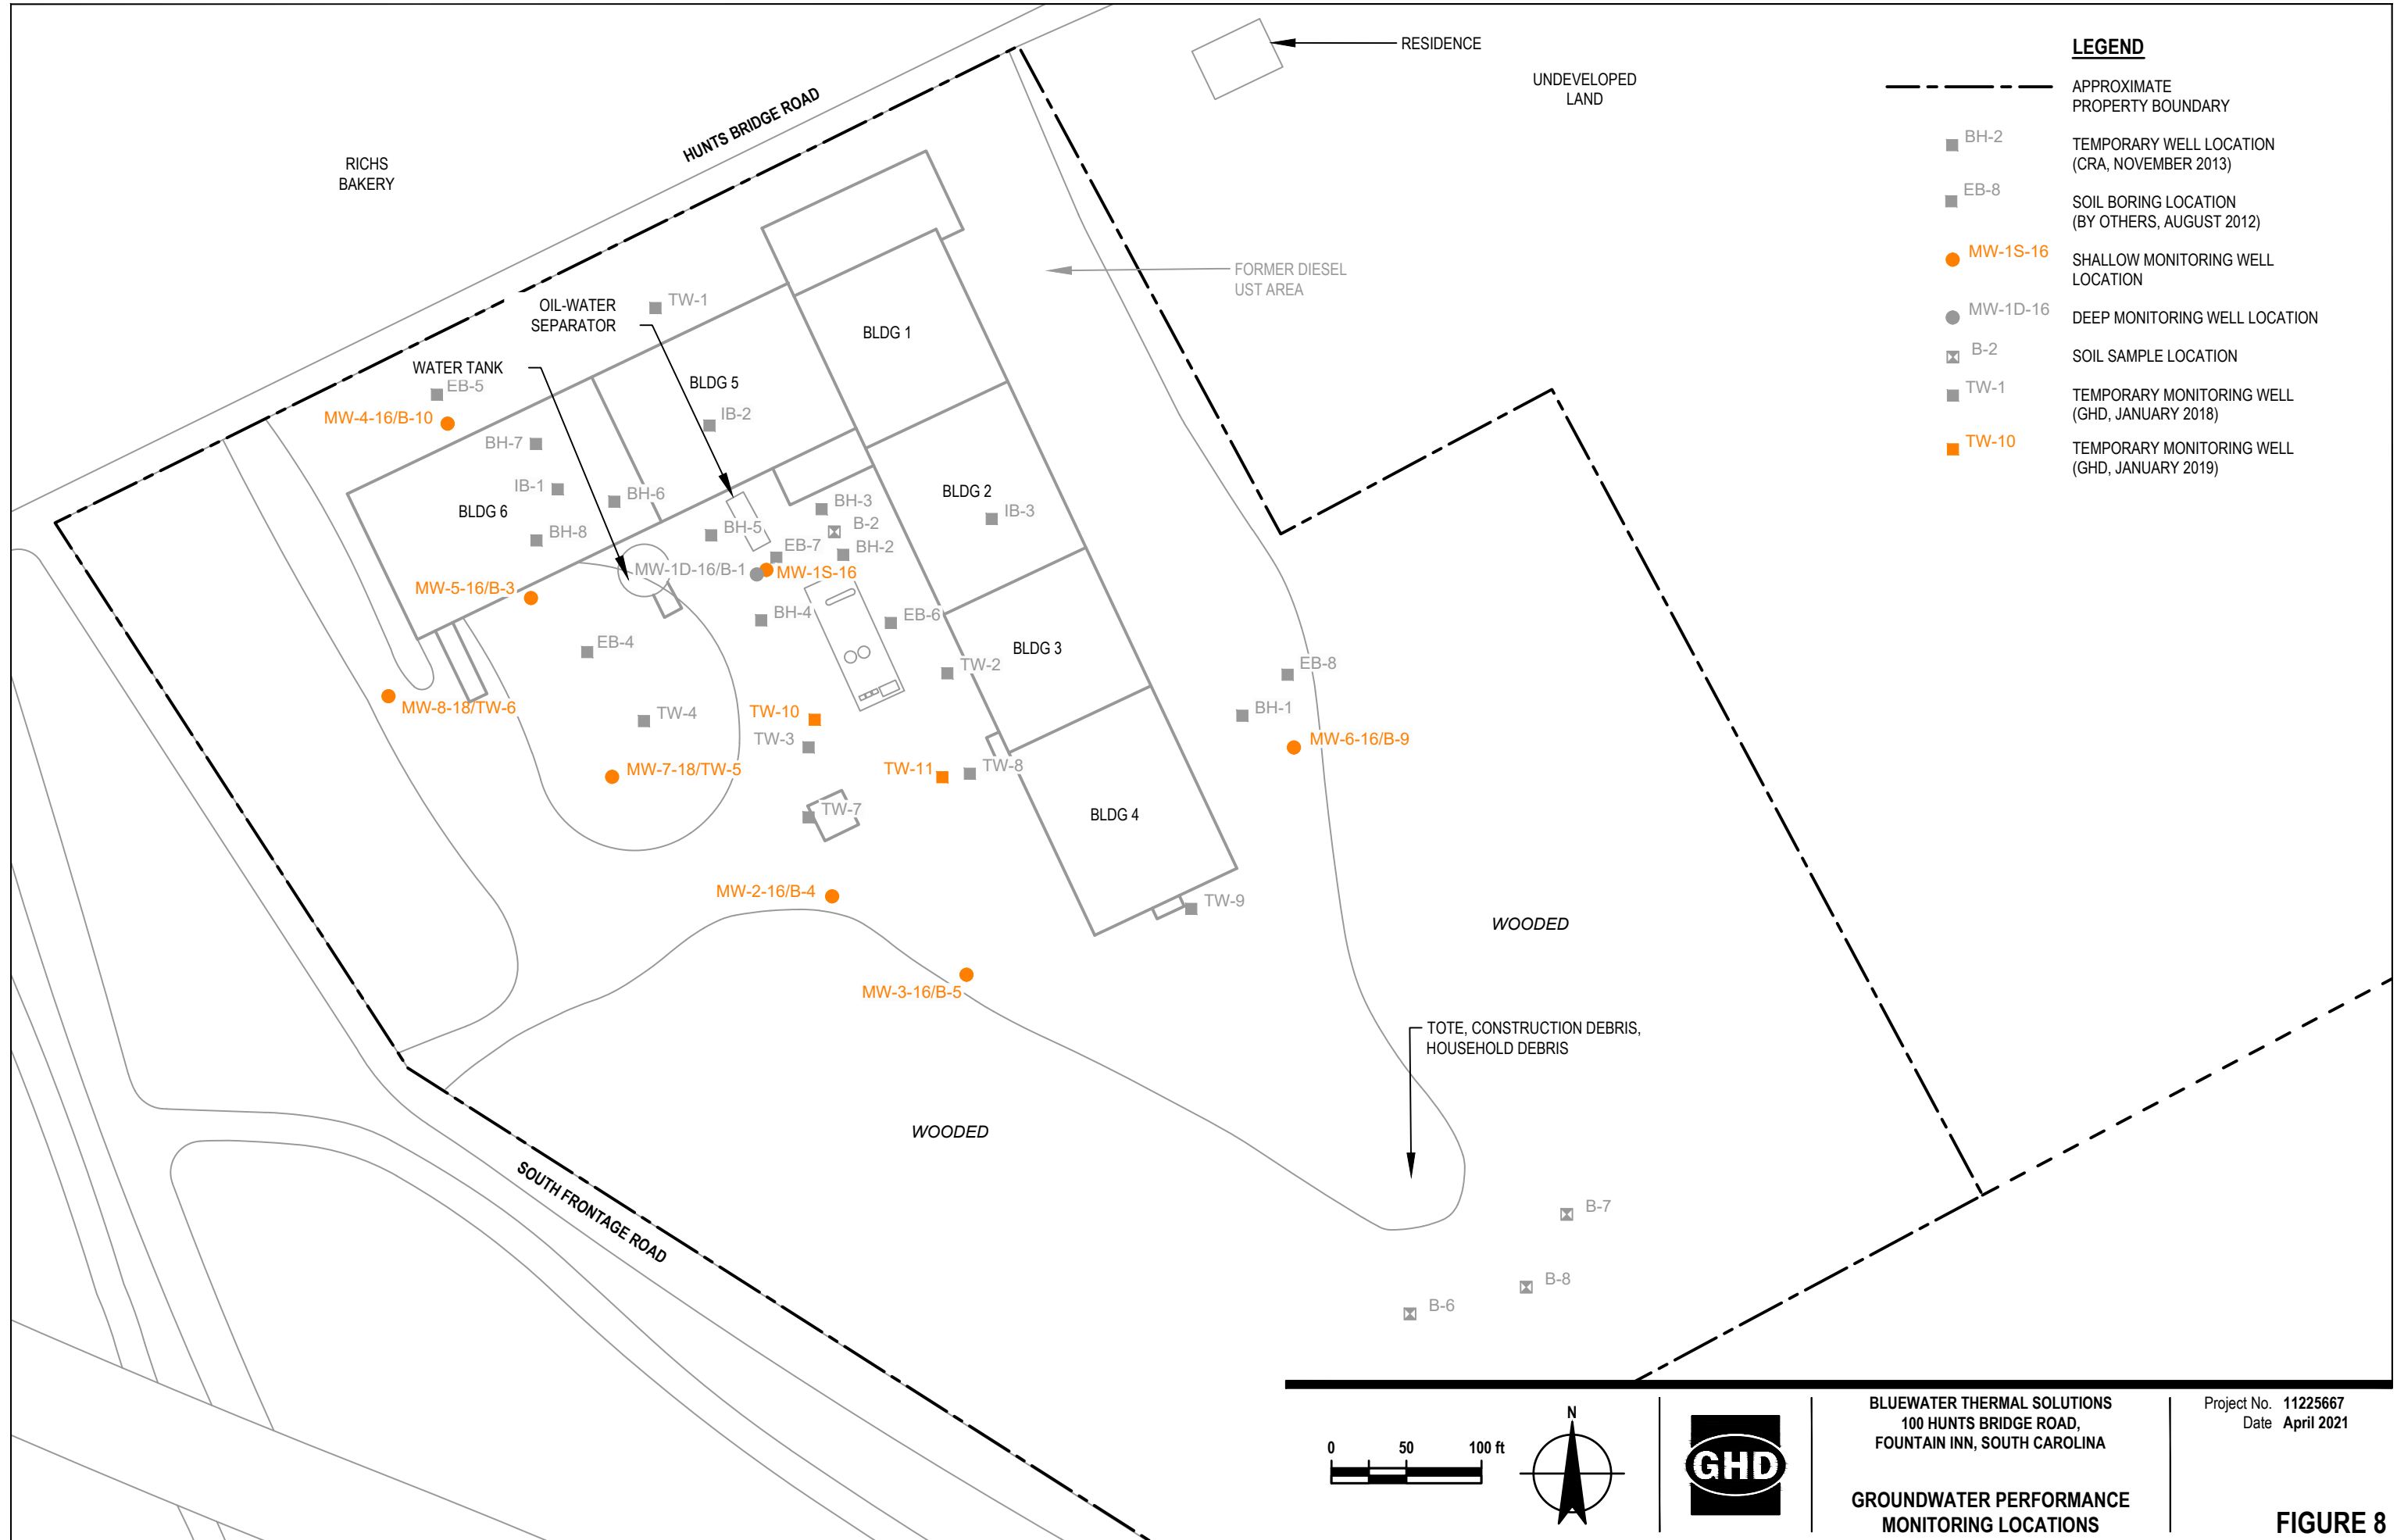 RESIDENCE
UNDEVELOPED
LAND
HUNTS BRIDGE ROAD
RICHS
BAKERY
FORMER DIESEL
UST AREA
OIL-WATER
SEPARATOR
TW-1
BLDG 1
WATER TANK
EB-5
BLDG 5
MW-4-16/B-10
IB-2
BH-7
IB-1
BH-6
BLDG 2
BLDG 6
BH-3
IB-3
B-2
BH-5
BH-8
EB-7
BH-2
MW-1D-16/B-1
MW-1S-16
MW-5-16/B-3
BH-4
EB-6
EB-4
BLDG 3
TW-2
EB-8
MW-8-18/TW-6
TW-4
TW-10
BH-1
TW-3
MW-6-16/B-9
MW-7-18/TW-5
TW-11
TW-8
TW-7
BLDG 4
MW-2-16/B-4
TW-9
WOODED
MW-3-16/B-5
TOTE, CONSTRUCTION DEBRIS,
HOUSEHOLD DEBRIS
WOODED
SOUTH FRONTAGE ROAD
B-7
B-8
B-6
LEGEND
APPROXIMATE
PROPERTY BOUNDARY
BH-2
TEMPORARY WELL LOCATION
(CRA, NOVEMBER 2013)
EB-8
SOIL BORING LOCATION
(BY OTHERS, AUGUST 2012)
MW-1S-16
SHALLOW MONITORING WELL
LOCATION
MW-1D-16
DEEP MONITORING WELL LOCATION
B-2
SOIL SAMPLE LOCATION
TW-1
TEMPORARY MONITORING WELL
(GHD, JANUARY 2018)
TW-10
TEMPORARY MONITORING WELL
(GHD, JANUARY 2019)
0 50 100 ft
N
GHD
BLUEWATER THERMAL SOLUTIONS
100 HUNTS BRIDGE ROAD,
FOUNTAIN INN, SOUTH CAROLINA
GROUNDWATER PERFORMANCE
MONITORING LOCATIONS
Project No. 11225667
Date April 2021
FIGURE 8